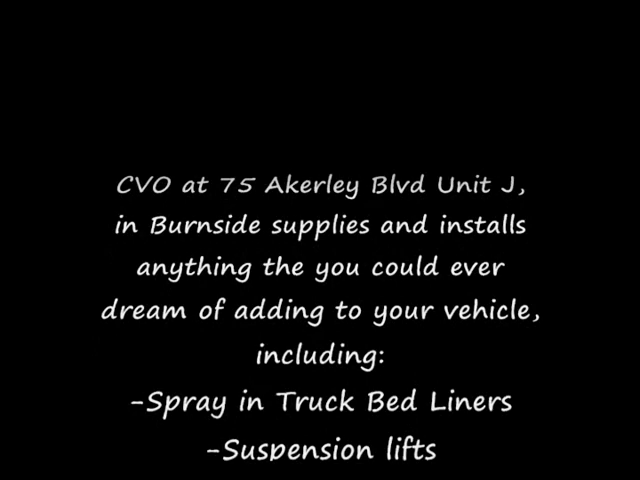 CVO at 75 Akerley Blvd Unit J,
in Burnside supplies and installs
anything the you could ever
dream of adding to your vehicle,
including:
-Spray in Truck Bed Liners
-Suspension lifts